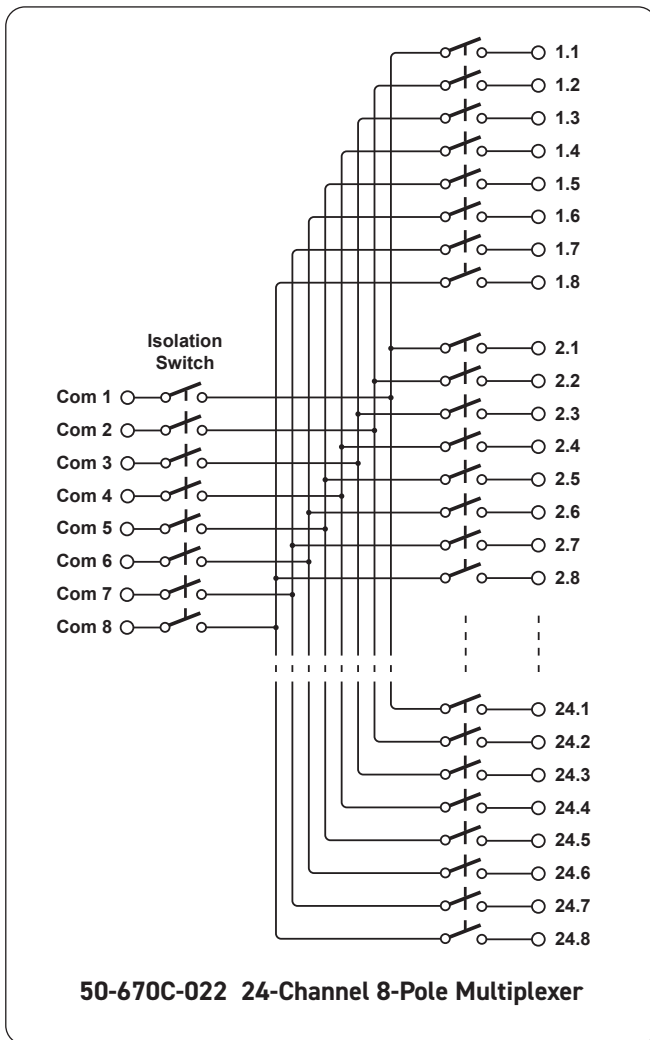 1.1
1.2
1.3
1.4
1.5
1.6
1.7
1.8
Isolation
Switch
Com 1
Com 2
Com 3
Com 4
Com 5
Com 6
Com 7
Com 8
2.1
2.2
2.3
2.4
2.5
2.6
2.7
2.8
24.1
24.2
24.3
24.4
24.5
24.6
24.7
24.8
50-670C-022 24-Channel 8-Pole Multiplexer